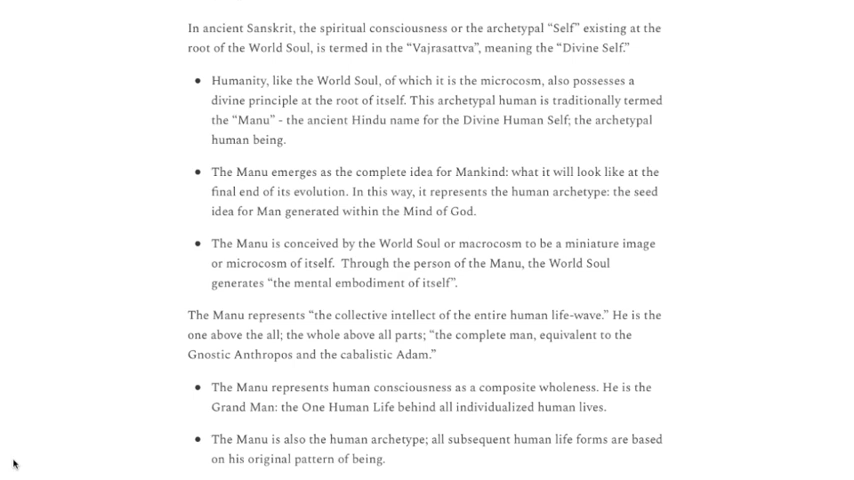 In ancient Sanskrit, the spiritual consciousness or the archetypal “Self” existing at the
root of the World Soul, is termed in the “Vajrasattva”, meaning the “Divine Self.”
● Humanity, like the World Soul, of which it is the microcosm, also possesses a
divine principle at the root of itself. This archetypal human is traditionally termed
the “Manu” - the ancient Hindu name for the Divine Human Self; the archetypal
human being.
● The Manu emerges as the complete idea for Mankind: what it will look like at the
final end of its evolution. In this way, it represents the human archetype: the seed
idea for Man generated within the Mind of God.
● The Manu is conceived by the World Soul or macrocosm to be a miniature image
or microcosm of itself.  Through the person of the Manu, the World Soul
generates “the mental embodiment of itself”.
The Manu represents “the collective intellect of the entire human life-wave.” He is the
one above the all; the whole above all parts; “the complete man, equivalent to the
Gnostic Anthropos and the cabalistic Adam.”
● The Manu represents human consciousness as a composite wholeness. He is the
Grand Man: the One Human Life behind all individualized human lives.
● The Manu is also the human archetype; all subsequent human life forms are based
on his original pattern of being.